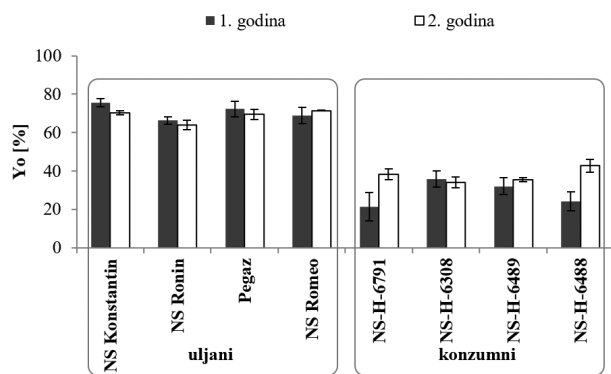 1. godina 2. godina
100
80
60
40
20
0
Yo [%]
NS Konstantin
NS Ronin
Pegaz
NS Romeo
NS-H-6791
NS-H-6308
NS-H-6489
NS-H-6488
uljani konzumni